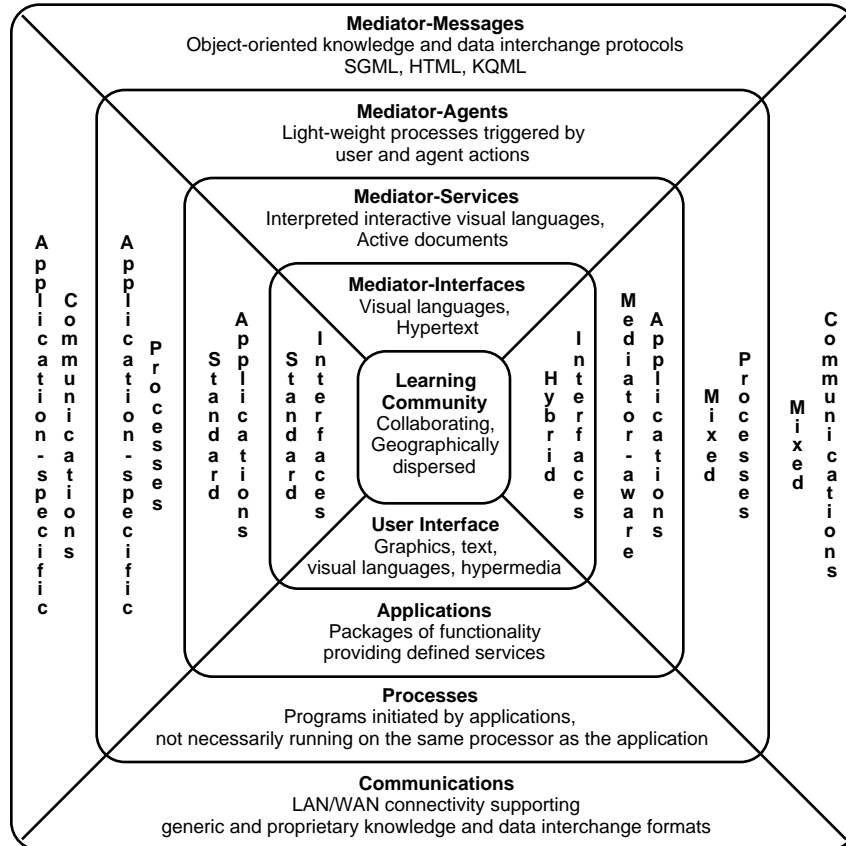 Mediator-Messages
Object-oriented knowledge and data interchange protocols
SGML, HTML, KQML
Mediator-Agents
Light-weight processes triggered by
user and agent actions
Mediator-Services
Interpreted interactive visual languages,
Active documents
Mediator-Interfaces
Visual languages,
Hypertext
Application-specific
Communications
Application-specific
Processes
Standard
Applications
Standard
Interfaces
Learning
Community
Collaborating,
Geographically
dispersed
Hybrid
Interfaces
Mediator-aware
Applications
Mixed
Processes
Mixed
Communications
User Interface
Graphics, text,
visual languages, hypermedia
Applications
Packages of functionality
providing defined services
Processes
Programs initiated by applications,
not necessarily running on the same processor as the application
Communications
LAN/WAN connectivity supporting
generic and proprietary knowledge and data interchange formats